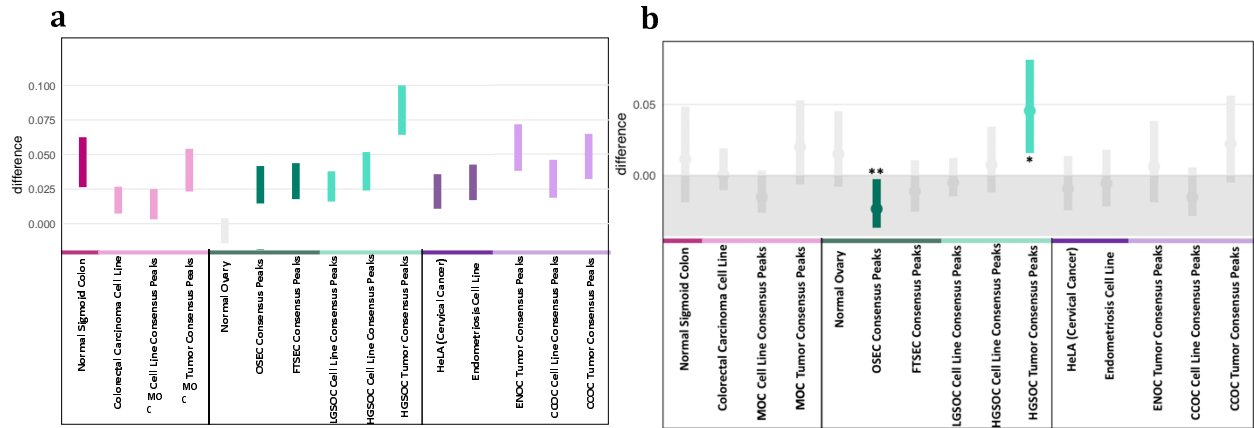 a
difference
0.100
0.075
0.050
0.025
0.000
Normal Sigmoid Colon
Colorectal Carcinoma Cell Line
MOC Cell Line Consensus Peaks
MOC Tumor Consensus Peaks
Normal Ovary
OSEC Consensus Peaks
FTSEC Consensus Peaks
LGSOC Cell Line Consensus Peaks
HGSOC Cell Line Consensus Peaks
HGSOC Tumor Consensus Peaks
HeLA (Cervical Cancer)
Endometriosis Cell Line
ENOC Tumor Consensus Peaks
CCOC Cell Line Consensus Peaks
CCOC Tumor Consensus Peaks
b
difference
0.05
0.00
**
*
Normal Sigmoid Colon
Colorectal Carcinoma Cell Line
MOC Cell Line Consensus Peaks
MOC Tumor Consensus Peaks
Normal Ovary
OSEC Consensus Peaks
FTSEC Consensus Peaks
LGSOC Cell Line Consensus Peaks
HGSOC Cell Line Consensus Peaks
HGSOC Tumor Consensus Peaks
HeLA (Cervical Cancer)
Endometriosis Cell Line
ENOC Tumor Consensus Peaks
CCOC Cell Line Consensus Peaks
CCOC Tumor Consensus Peaks